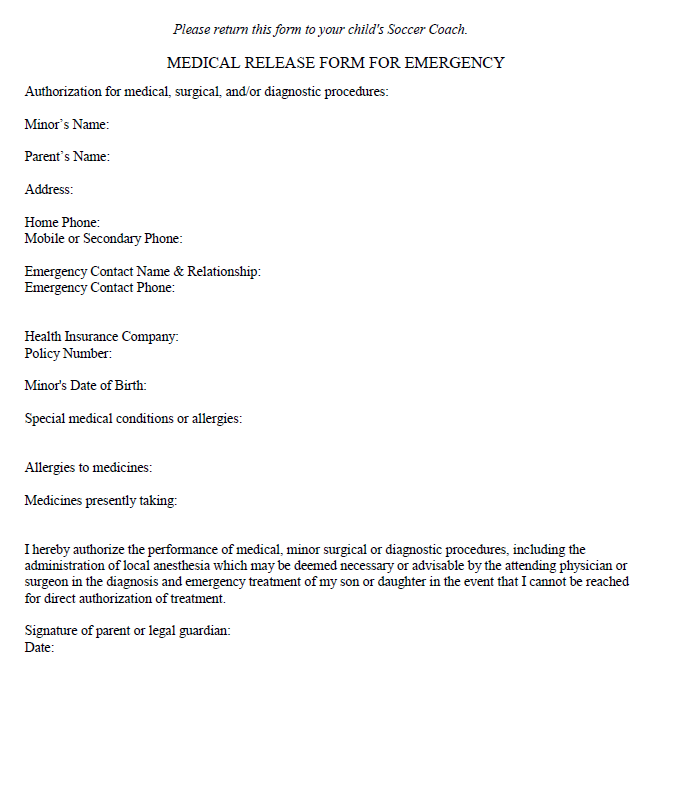 Please return this form to your child's Soccer Coach.
MEDICAL RELEASE FORM FOR EMERGENCY
Authorization for medical, surgical, and/or diagnostic procedures:
Minor’s Name:
Parent’s Name:
Address:
Home Phone:
Mobile or Secondary Phone:
Emergency Contact Name & Relationship:
Emergency Contact Phone:
Health Insurance Company:
Policy Number:
Minor's Date of Birth:
Special medical conditions or allergies:
Allergies to medicines:
Medicines presently taking:
I hereby authorize the performance of medical, minor surgical or diagnostic procedures, including the
administration of local anesthesia which may be deemed necessary or advisable by the attending physician or
surgeon in the diagnosis and emergency treatment of my son or daughter in the event that I cannot be reached
for direct authorization of treatment.
Signature of parent or legal guardian:
Date: